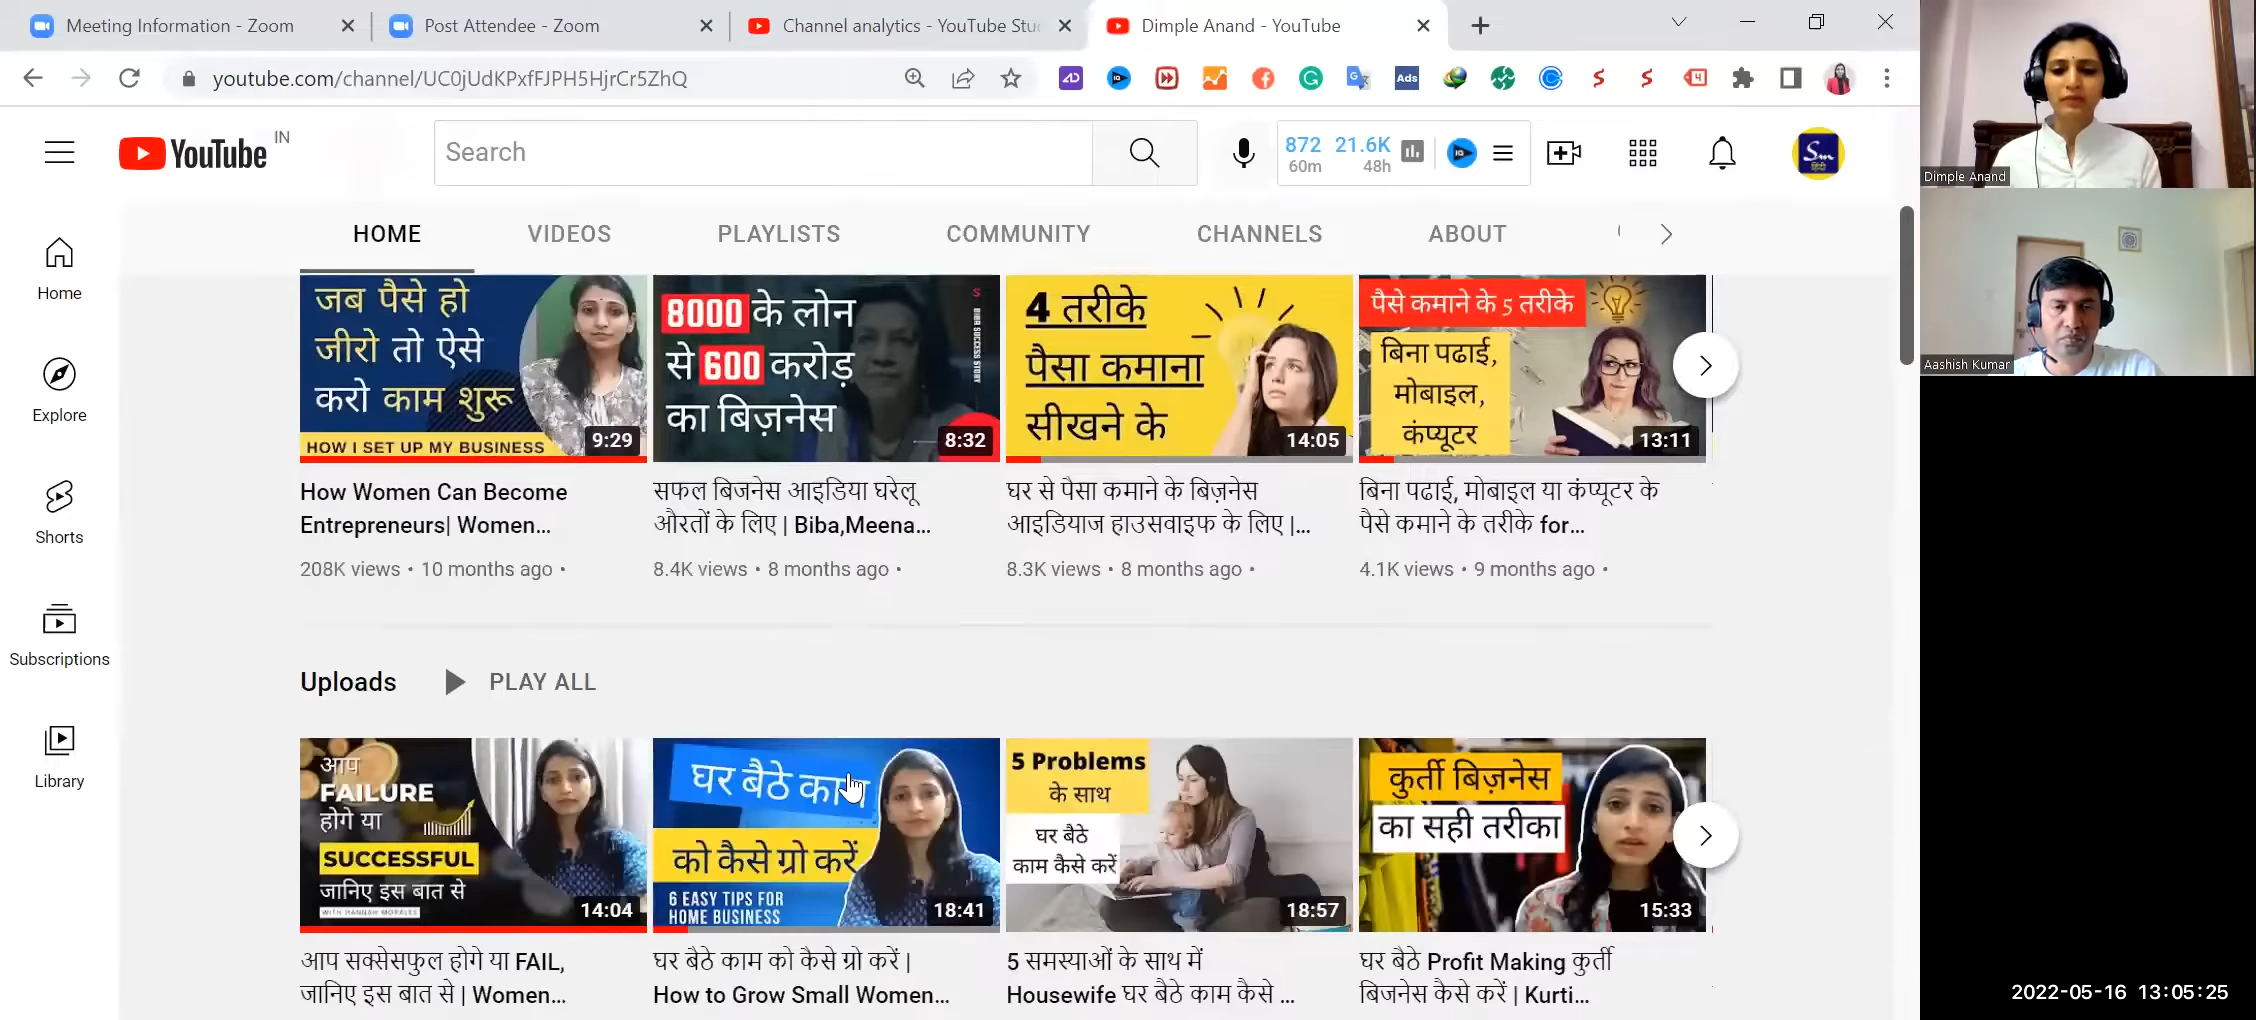 Meeting Information - Zoom
Post Attendee - Zoom
Channel analytics - YouTube Stu
Dimple Anand - YouTube
youtube.com/channel/UC0jUdKPxfFJPH5HjrCr5ZhQ
Ads
YouTube IN
Search
872 21.6K
60m 48h
Sm
HOME VIDEOS PLAYLISTS COMMUNITY CHANNELS ABOUT
Home
Explore
Shorts
Subscriptions
Library
जब पैसे हो
जीरो तो ऐसे
करो काम शुरू
HOW I SET UP MY BUSINESS
9:29
8000 के लोन
से 600 करोड़
का बिज़नेस
BIBA SUCCESS STORY
8:32
4 तरीके
पैसा कमाना
सीखने के
14:05
पैसे कमाने के 5 तरीके
बिना पढाई,
मोबाइल,
कंप्यूटर
13:11
How Women Can Become
Entrepreneurs| Women...
208K views • 10 months ago •
सफल बिजनेस आइडिया घरेलू
औरतों के लिए | Biba,Meena...
8.4K views • 8 months ago •
घर से पैसा कमाने के बिज़नेस
आइडियाज हाउसवाइफ के लिए |...
8.3K views • 8 months ago •
बिना पढाई, मोबाइल या कंप्यूटर के
पैसे कमाने के तरीके for...
4.1K views • 9 months ago •
Uploads PLAY ALL
आप
FAILURE
होगे या
SUCCESSFUL
जानिए इस बात से
WITH HANNAH MORALES
14:04
घर बैठे काम
को कैसे ग्रो करें
6 EASY TIPS FOR
HOME BUSINESS
18:41
5 Problems
के साथ
घर बैठे
काम कैसे करें
18:57
कुर्ती बिज़नेस
का सही तरीका
15:33
आप सक्सेसफुल होगे या FAIL,
जानिए इस बात से | Women...
घर बैठे काम को कैसे ग्रो करें |
How to Grow Small Women...
5 समस्याओं के साथ में
Housewife घर बैठे काम कैसे ...
घर बैठे Profit Making कुर्ती
बिजनेस कैसे करें | Kurti...
Dimple Anand
Aashish Kumar
2022-05-16 13:05:25